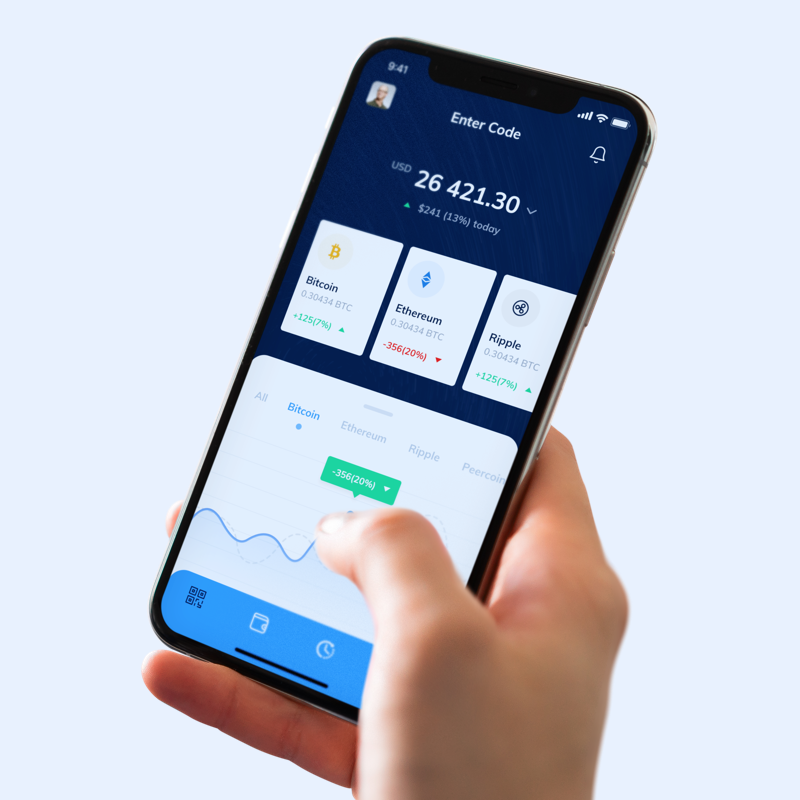 9:41
Enter Code
USD 26 421.30
$241 (13%) today
Bitcoin
0.30434 BTC
+125(7%)
Ethereum
0.30434 BTC
-356(20%)
Ripple
0.30434 BTC
+125(7%)
All
Bitcoin
Ethereum
Ripple
Peercoin
-356(20%)